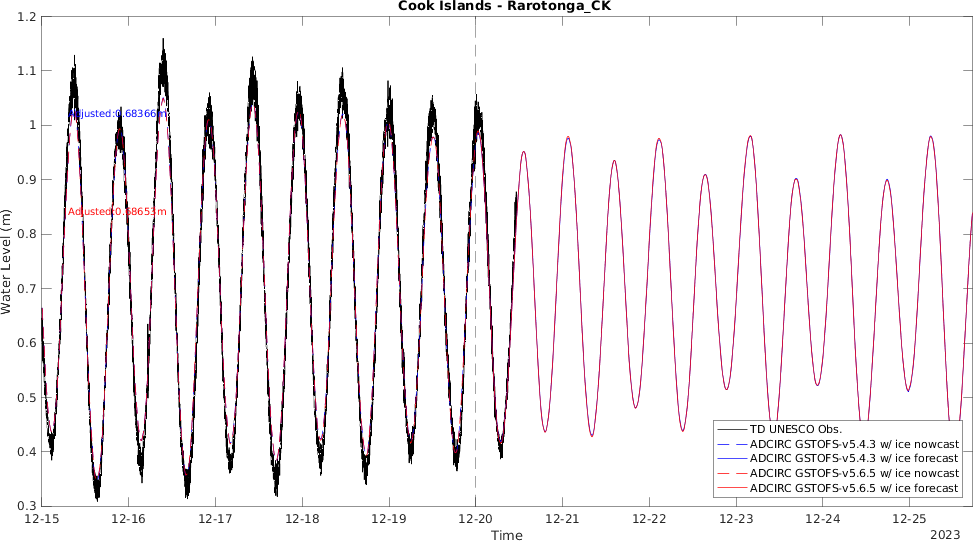 Cook Islands - Rarotonga_CK
1.2
1.1
1
0.9
0.8
0.7
0.6
0.5
0.4
0.3
Water Level (m)
Adjusted:0.68366m
Adjusted:0.68653m
TD UNESCO Obs.
ADCIRC GSTOFS-v5.4.3 w/ ice nowcast
ADCIRC GSTOFS-v5.4.3 w/ ice forecast
ADCIRC GSTOFS-v5.6.5 w/ ice nowcast
ADCIRC GSTOFS-v5.6.5 w/ ice forecast
12-15 12-16 12-17 12-18 12-19 12-20 12-21 12-22 12-23 12-24 12-25
Time
2023